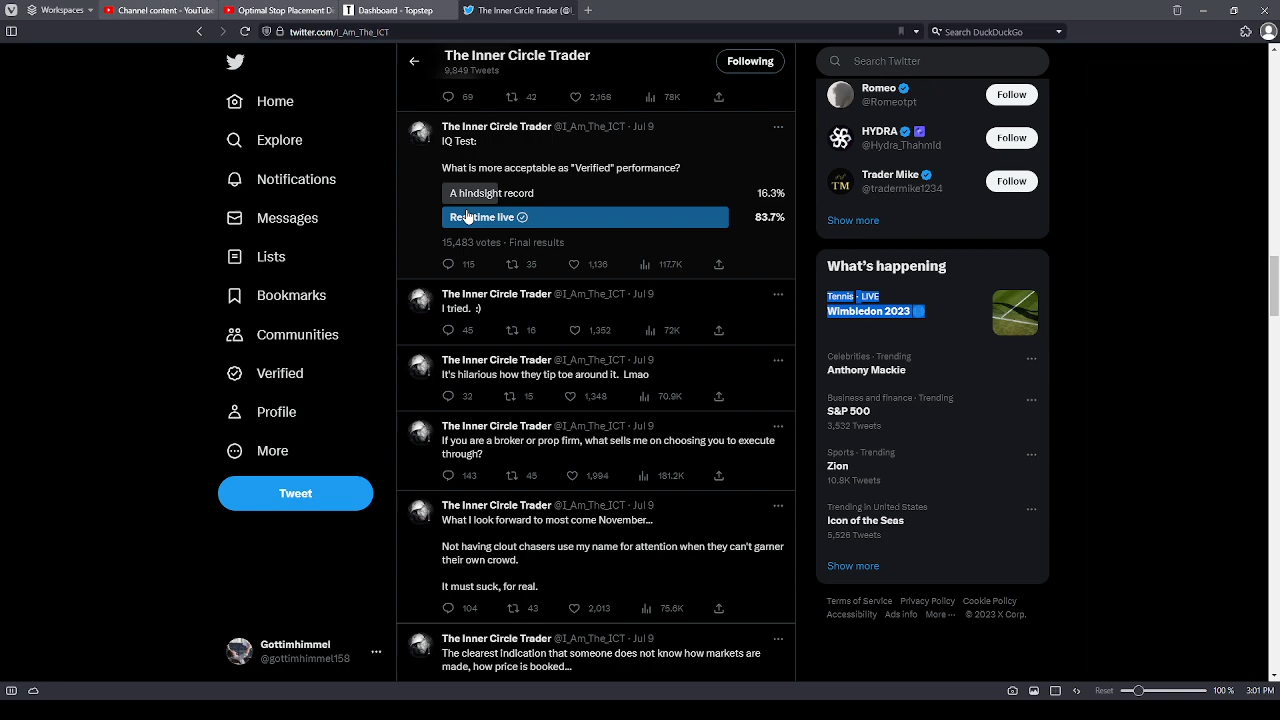 Workspaces
Channel content - YouTube
Optimal Stop Placement Di
Dashboard - Topstep
The Inner Circle Trader (@I
twitter.com/I_Am_The_ICT
Search DuckDuckGo
Home
Explore
Notifications
Messages
Lists
Bookmarks
Communities
Verified
Profile
More
Tweet
Gottimhimmel
@gottimhimmel158
The Inner Circle Trader
9,849 Tweets
Following
69 42 2,168 78K
The Inner Circle Trader @I_Am_The_ICT · Jul 9
IQ Test:
What is more acceptable as "Verified" performance?
A hindsight record 16.3%
Real time live 83.7%
15,483 votes · Final results
115 35 1,136 117.7K
The Inner Circle Trader @I_Am_The_ICT · Jul 9
I tried. :)
45 16 1,352 72K
The Inner Circle Trader @I_Am_The_ICT · Jul 9
It's hilarious how they tip toe around it. Lmao
32 15 1,348 70.9K
The Inner Circle Trader @I_Am_The_ICT · Jul 9
If you are a broker or prop firm, what sells me on choosing you to execute
through?
143 45 1,994 181.2K
The Inner Circle Trader @I_Am_The_ICT · Jul 9
What I look forward to most come November...
Not having clout chasers use my name for attention when they can't garner
their own crowd.
It must suck, for real.
104 43 2,013 75.6K
The Inner Circle Trader @I_Am_The_ICT · Jul 9
The clearest indication that someone does not know how markets are
made, how price is booked...
Search Twitter
Romeo
@Romeotpt
Follow
HYDRA
@Hydra_Thahmid
Follow
TM
Trader Mike
@tradermike1234
Follow
Show more
What's happening
Tennis · LIVE
Wimbledon 2023
Celebrities · Trending
Anthony Mackie
Business and finance · Trending
S&P 500
3,532 Tweets
Sports · Trending
Zion
10.8K Tweets
Trending in United States
Icon of the Seas
5,526 Tweets
Show more
Terms of Service Privacy Policy Cookie Policy
Accessibility Ads info More ··· © 2023 X Corp.
Reset 100 % 3:01 PM